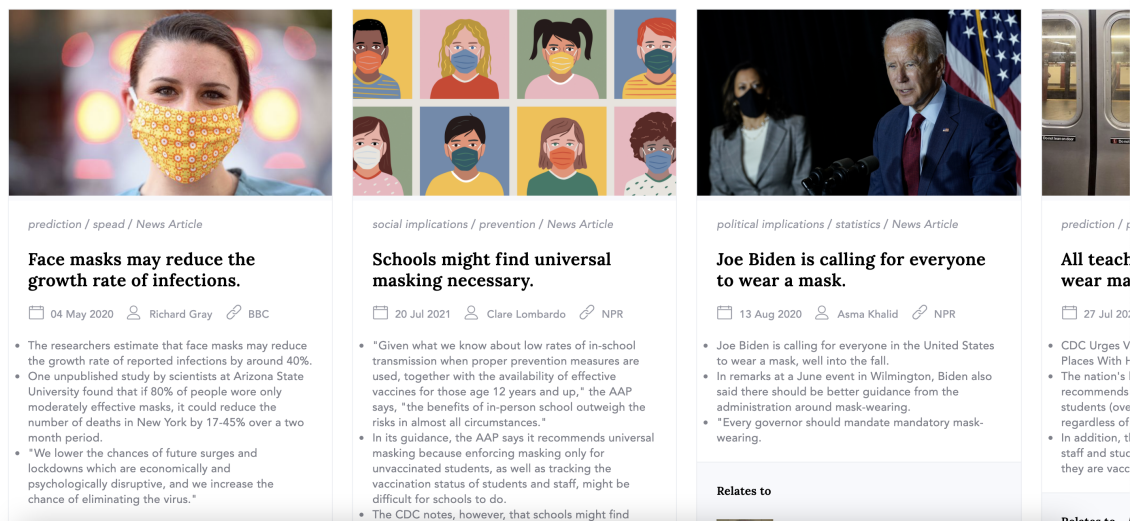 prediction / spead / News Article
Face masks may reduce the
growth rate of infections.
04 May 2020 Richard Gray BBC
The researchers estimate that face masks may reduce
the growth rate of reported infections by around 40%.
One unpublished study by scientists at Arizona State
University found that if 80% of people wore only
moderately effective masks, it could reduce the
number of deaths in New York by 17-45% over a two
month period.
"We lower the chances of future surges and
lockdowns which are economically and
psychologically disruptive, and we increase the
chance of eliminating the virus."
social implications / prevention / News Article
Schools might find universal
masking necessary.
20 Jul 2021 Clare Lombardo NPR
"Given what we know about low rates of in-school
transmission when proper prevention measures are
used, together with the availability of effective
vaccines for those age 12 years and up," the AAP
says, "the benefits of in-person school outweigh the
risks in almost all circumstances."
In its guidance, the AAP says it recommends universal
masking because enforcing masking only for
unvaccinated students, as well as tracking the
vaccination status of students and staff, might be
difficult for schools to do.
The CDC notes, however, that schools might find
political implications / statistics / News Article
Joe Biden is calling for everyone
to wear a mask.
13 Aug 2020 Asma Khalid NPR
Joe Biden is calling for everyone in the United States
to wear a mask, well into the fall.
In remarks at a June event in Wilmington, Biden also
said there should be better guidance from the
administration around mask-wearing.
"Every governor should mandate mandatory mask-
wearing.
Relates to
prediction /
All teach
wear ma
27 Jul 20
CDC Urges V
Places With H
The nation's
recommends
students (ove
regardless of
In addition, t
staff and stud
they are vacc
Relates to